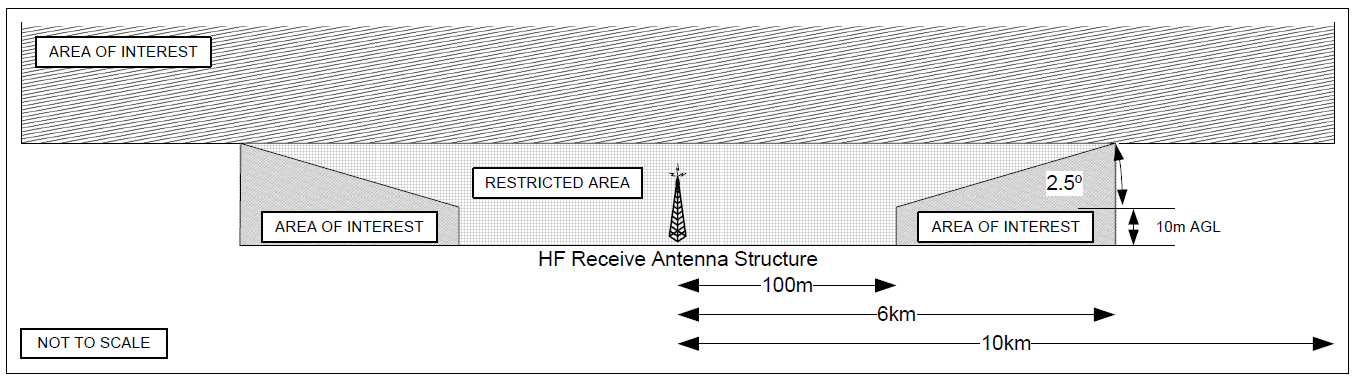 AREA OF INTEREST
RESTRICTED AREA
2.5º
AREA OF INTEREST
AREA OF INTEREST
10m AGL
HF Receive Antenna Structure
100m
6km
NOT TO SCALE
10km